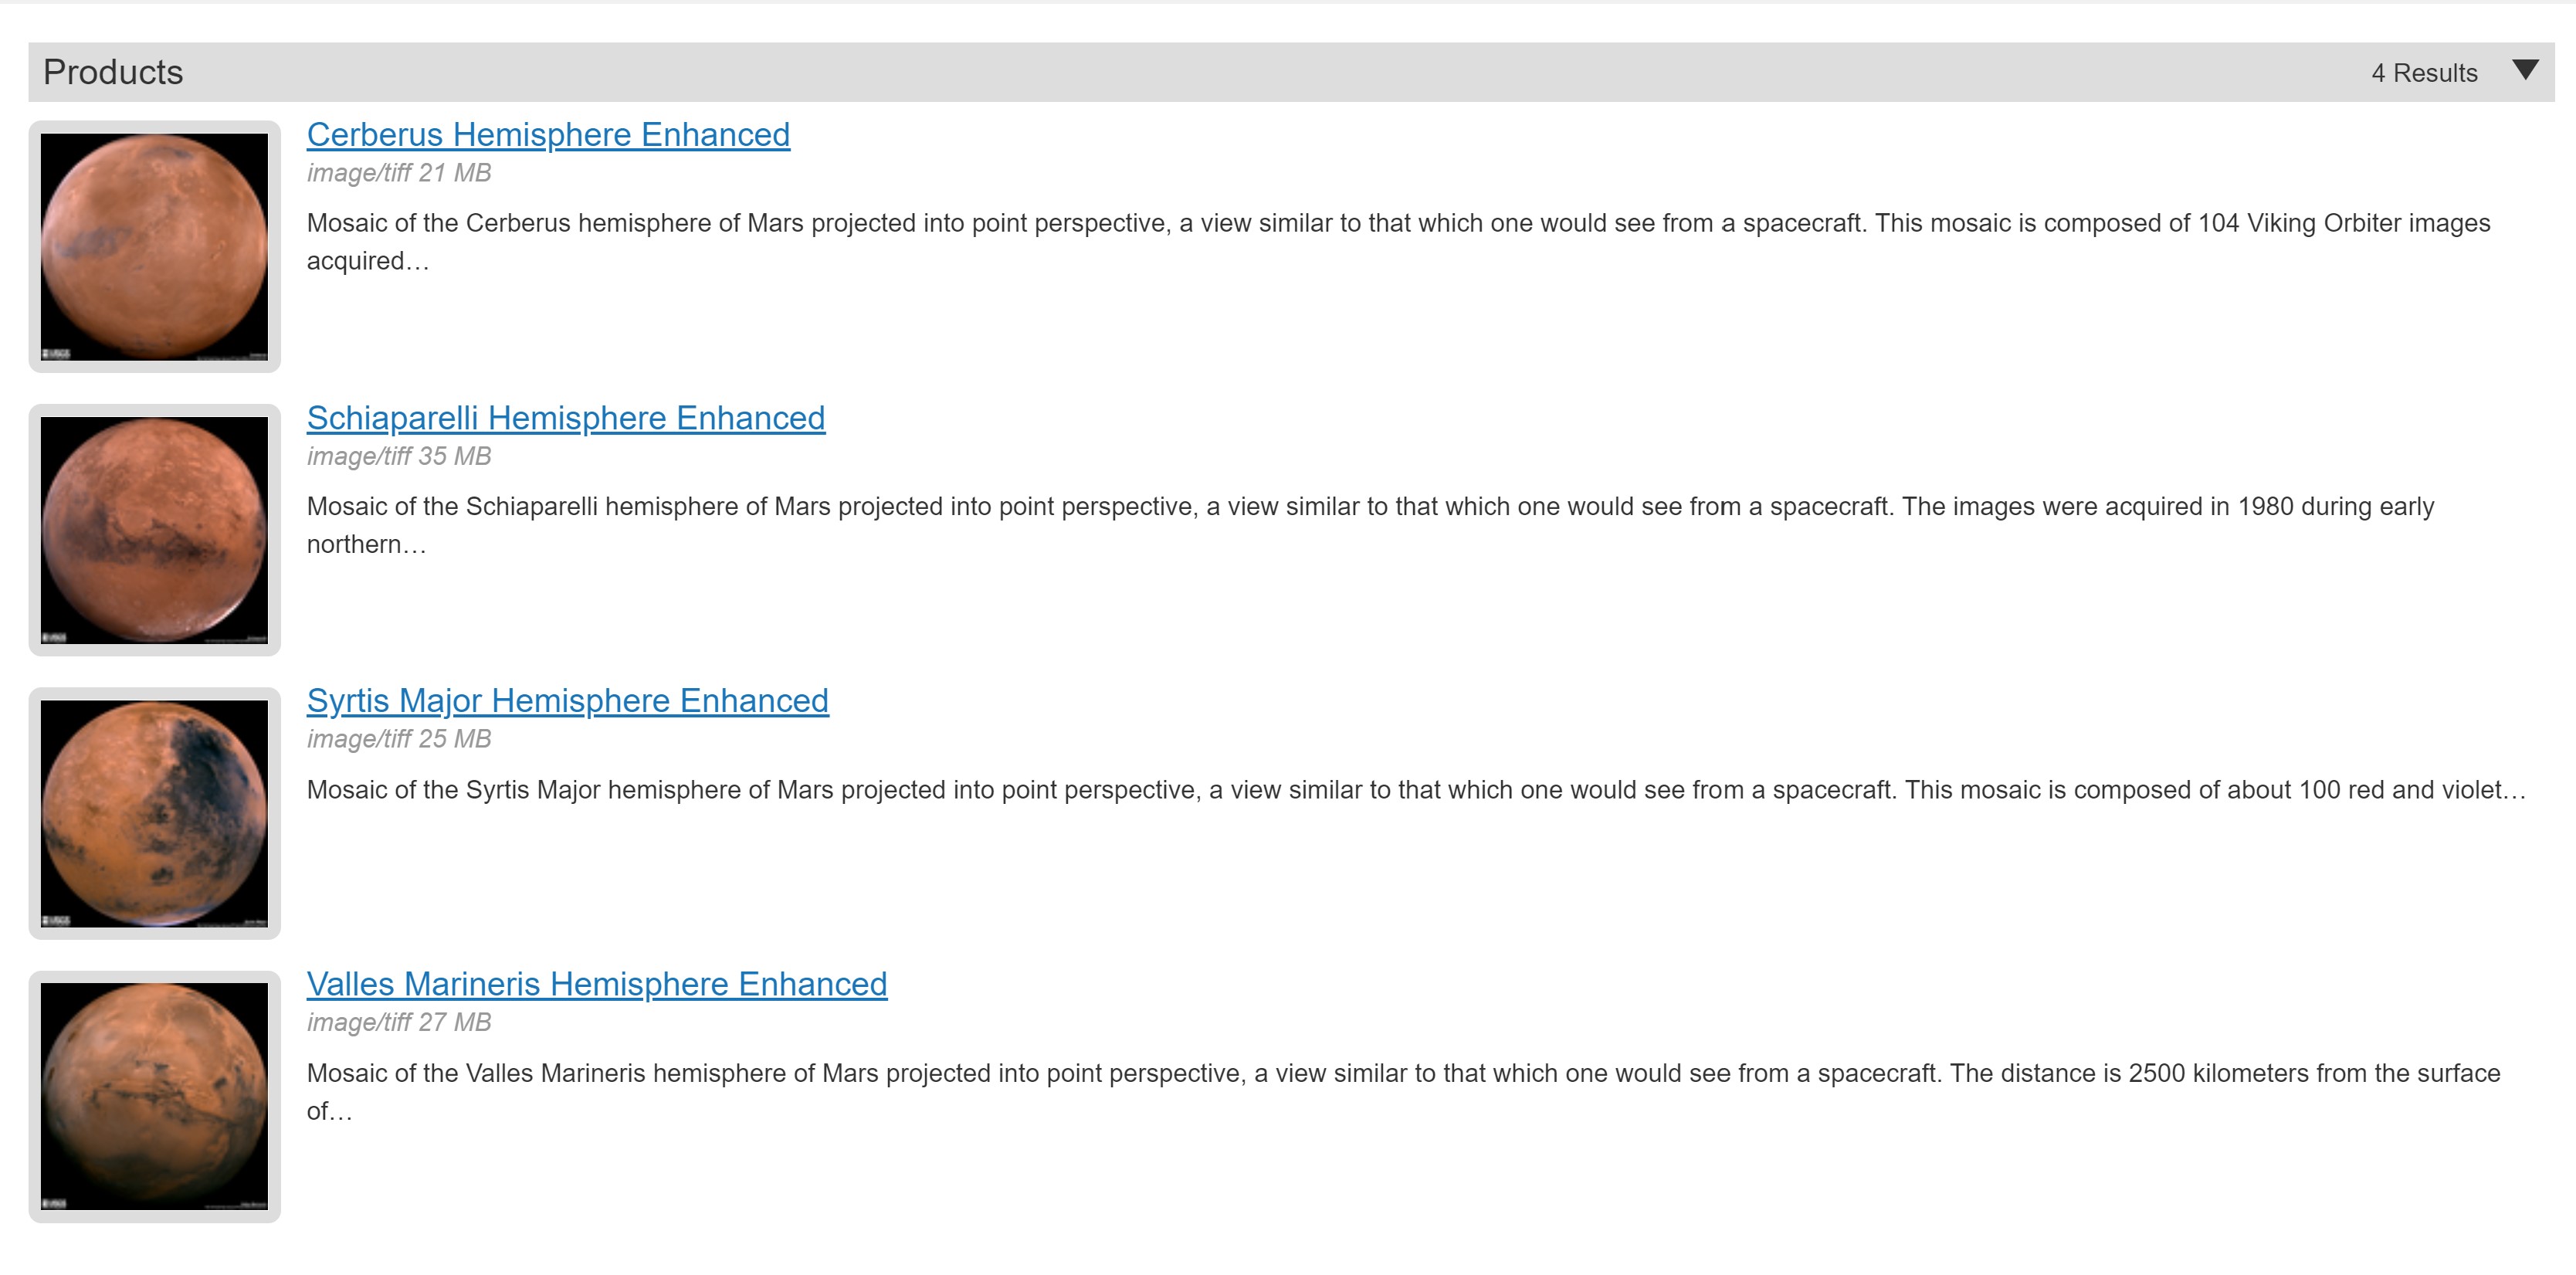 Products
4 Results
Cerberus Hemisphere Enhanced
image/tiff 21 MB
Mosaic of the Cerberus hemisphere of Mars projected into point perspective, a view similar to that which one would see from a spacecraft. This mosaic is composed of 104 Viking Orbiter images
acquired…
USGS
Schiaparelli Hemisphere Enhanced
image/tiff 35 MB
Mosaic of the Schiaparelli hemisphere of Mars projected into point perspective, a view similar to that which one would see from a spacecraft. The images were acquired in 1980 during early
northern…
USGS
Syrtis Major Hemisphere Enhanced
image/tiff 25 MB
Mosaic of the Syrtis Major hemisphere of Mars projected into point perspective, a view similar to that which one would see from a spacecraft. This mosaic is composed of about 100 red and violet…
USGS
Valles Marineris Hemisphere Enhanced
image/tiff 27 MB
Mosaic of the Valles Marineris hemisphere of Mars projected into point perspective, a view similar to that which one would see from a spacecraft. The distance is 2500 kilometers from the surface
of…
USGS